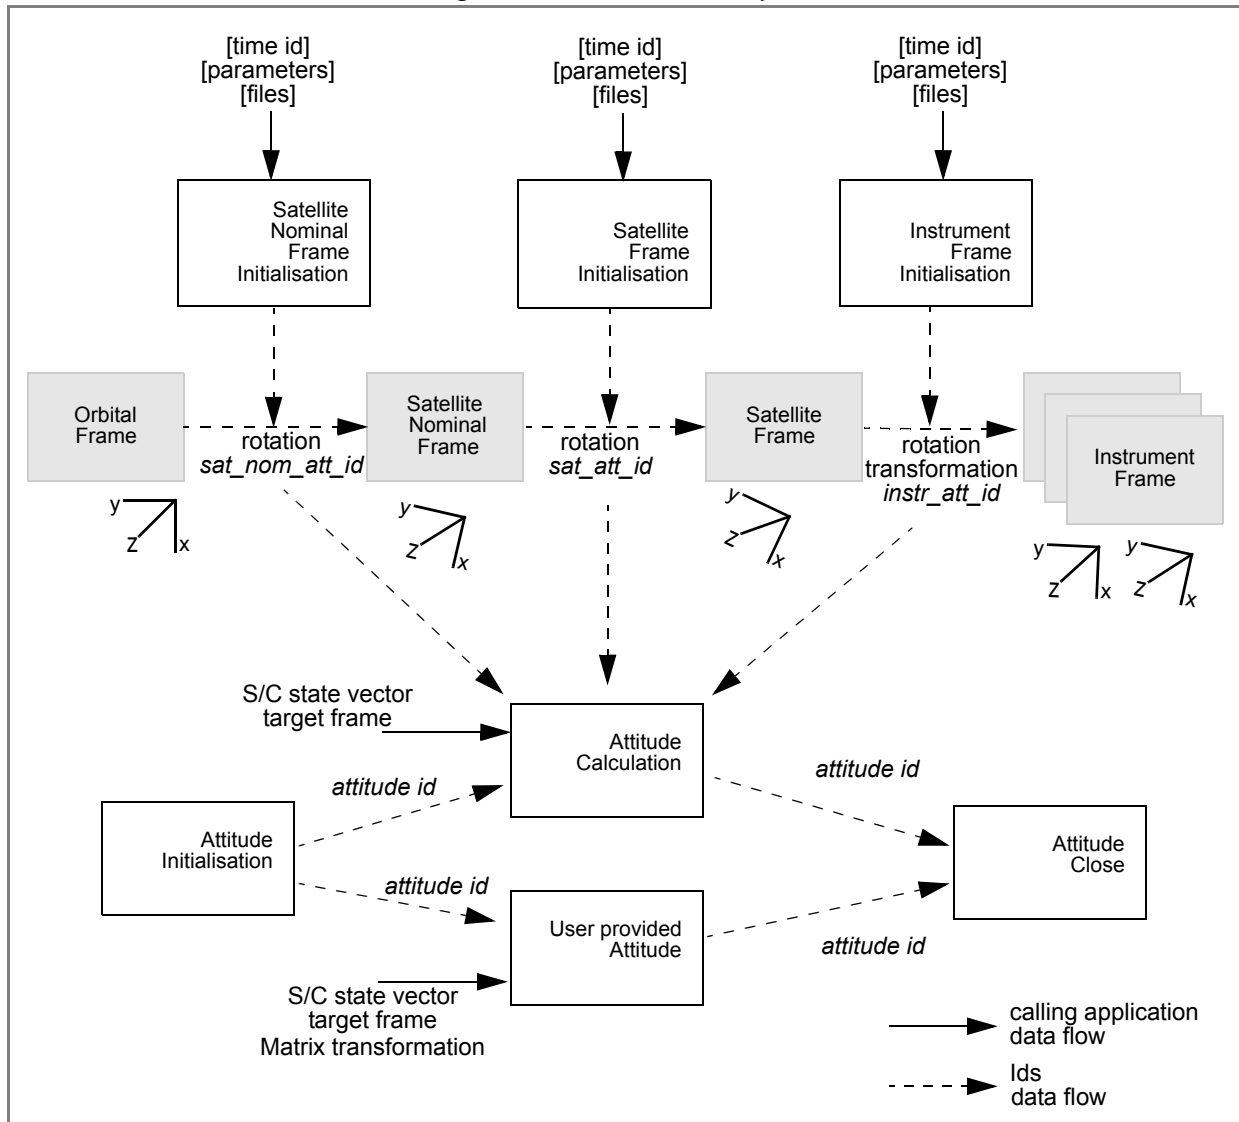 [time id]
[parameters]
[files]
[time id]
[parameters]
[files]
[time id]
[parameters]
[files]
Satellite
Nominal
Frame
Initialisation
Satellite
Frame
Initialisation
Instrument
Frame
Initialisation
Orbital
Frame
rotation
sat_nom_att_id
Satellite
Nominal
Frame
rotation
sat_att_id
Satellite
Frame
rotation
transformation
instr_att_id
Instrument
Frame
y
z
x
y
z
x
y
z
x
y
z
x
y
z
x
S/C state vector
target frame
Attitude
Calculation
attitude id
attitude id
Attitude
Initialisation
Attitude
Close
attitude id
User provided
Attitude
attitude id
S/C state vector
target frame
Matrix transformation
calling application
data flow
Ids
data flow